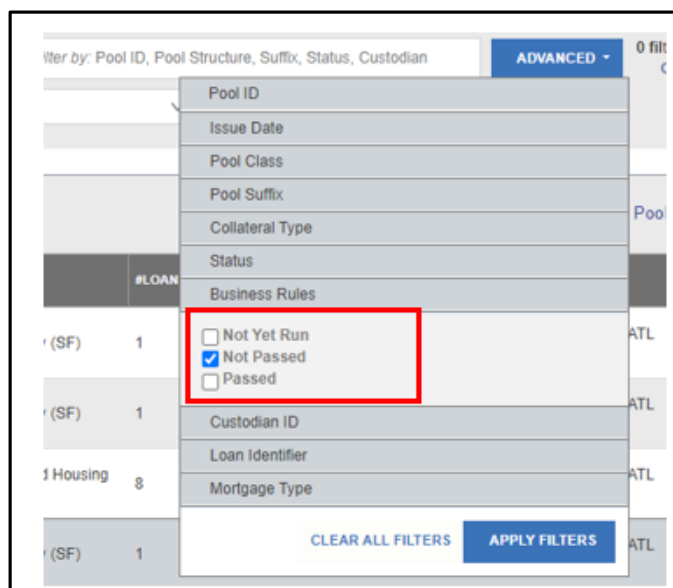 ilter by: Pool ID, Pool Structure, Suffix, Status, Custodian
ADVANCED
0 filt
C
Pool ID
Issue Date
Pool Class
Pool Suffix
Pool
Collateral Type
Status
#LOAN
Business Rules
Not Yet Run
Not Passed
Passed
(SF) 1 ATL
(SF) 1 ATL
Custodian ID
Loan Identifier
d Housing 8 ATL
Mortgage Type
CLEAR ALL FILTERS APPLY FILTERS
(SF) 1 ATL